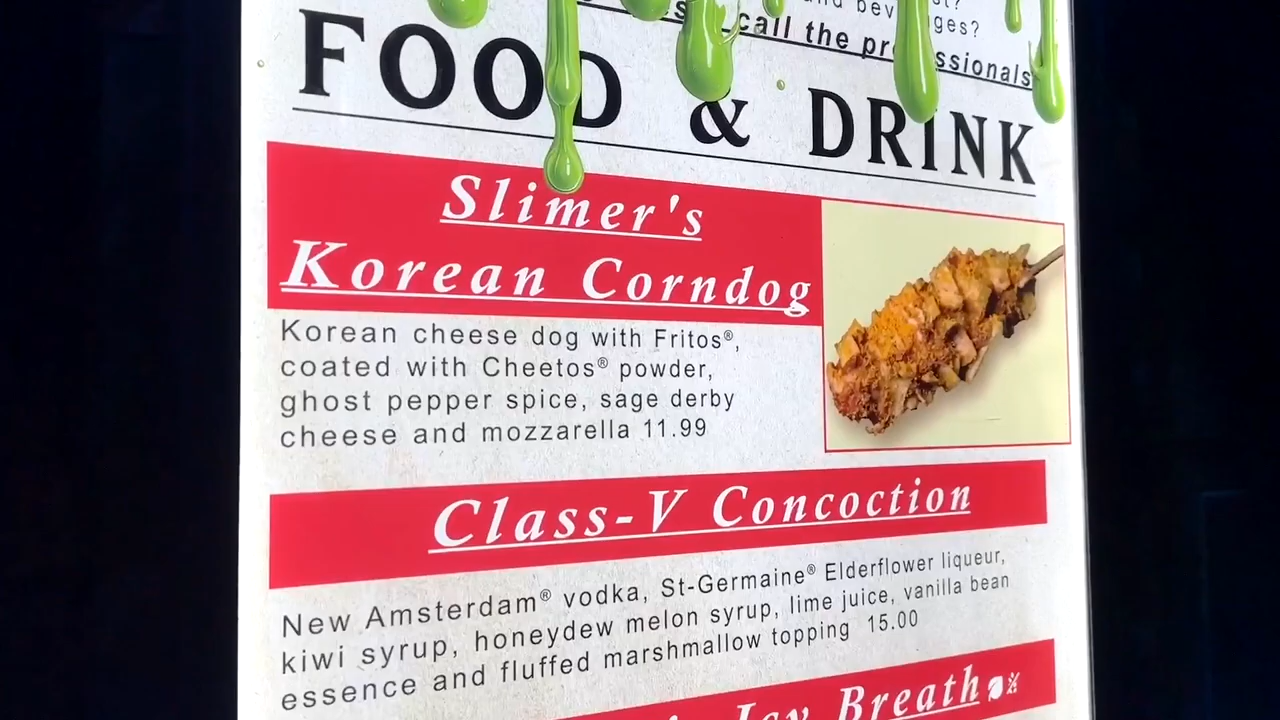 call the
FOOD & DRINK
Slimer's
Korean Corndog
Korean cheese dog with Fritos®,
coated with Cheetos® powder,
ghost pepper spice, sage derby
cheese and mozzarella 11.99
Class-V Concoction
New Amsterdam® vodka, St-Germaine® Elderflower liqueur,
kiwi syrup, honeydew melon syrup, lime juice, vanilla bean
essence and fluffed marshmallow topping 15.00
Breath